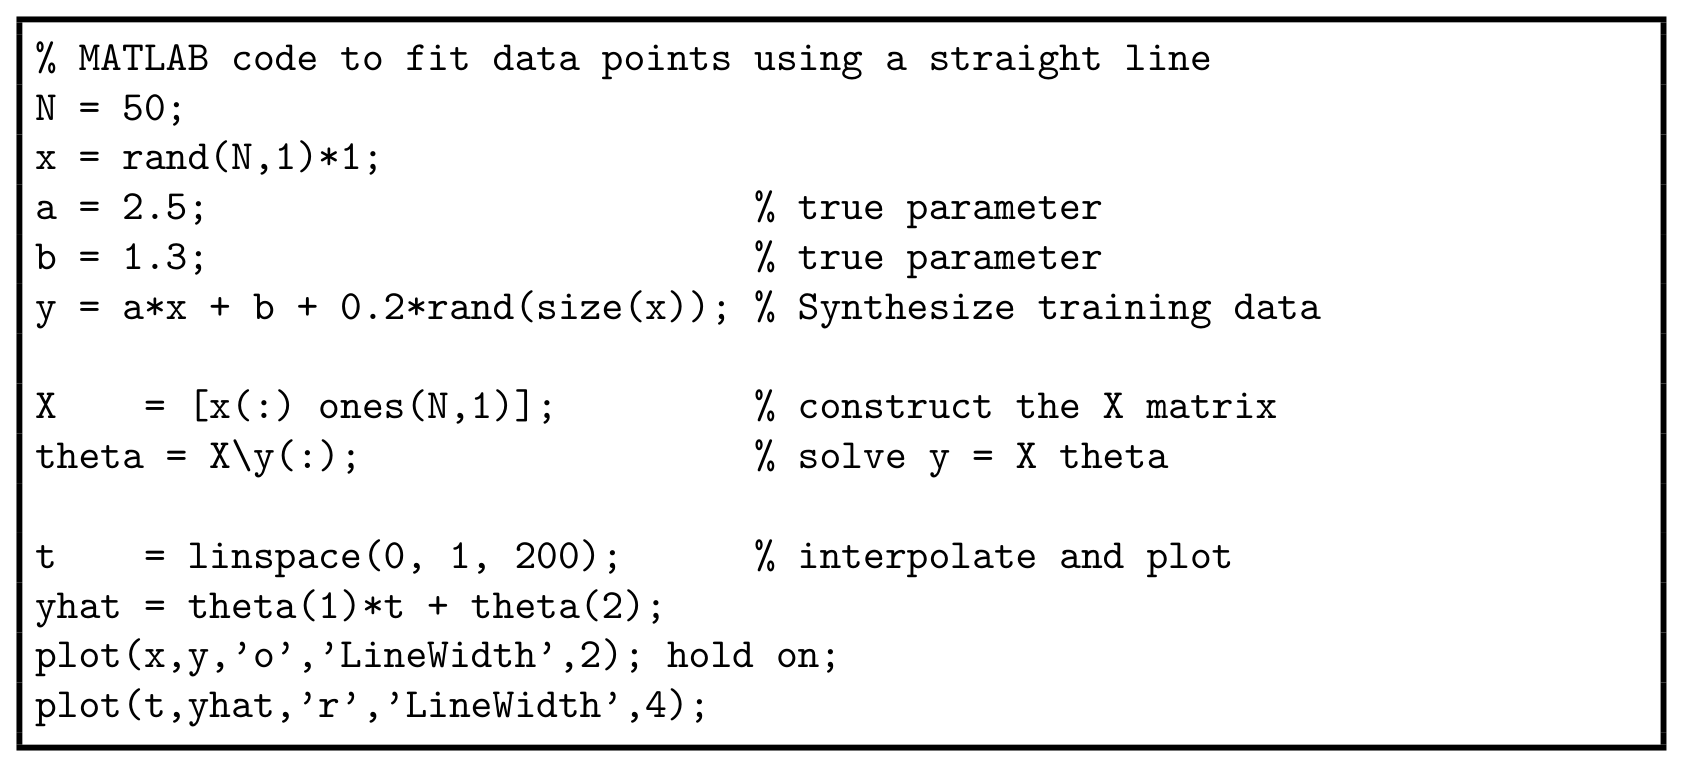 % MATLAB code to fit data points using a straight line
N = 50;
x = rand(N,1)*1;
a = 2.5;                         % true parameter
b = 1.3;                         % true parameter
y = a*x + b + 0.2*rand(size(x)); % Synthesize training data

X    = [x(:) ones(N,1)];         % construct the X matrix
theta = X\y(:);                  % solve y = X theta

t    = linspace(0, 1, 200);      % interpolate and plot
yhat = theta(1)*t + theta(2);
plot(x,y,’o’,’LineWidth’,2); hold on;
plot(t,yhat,’r’,’LineWidth’,4);